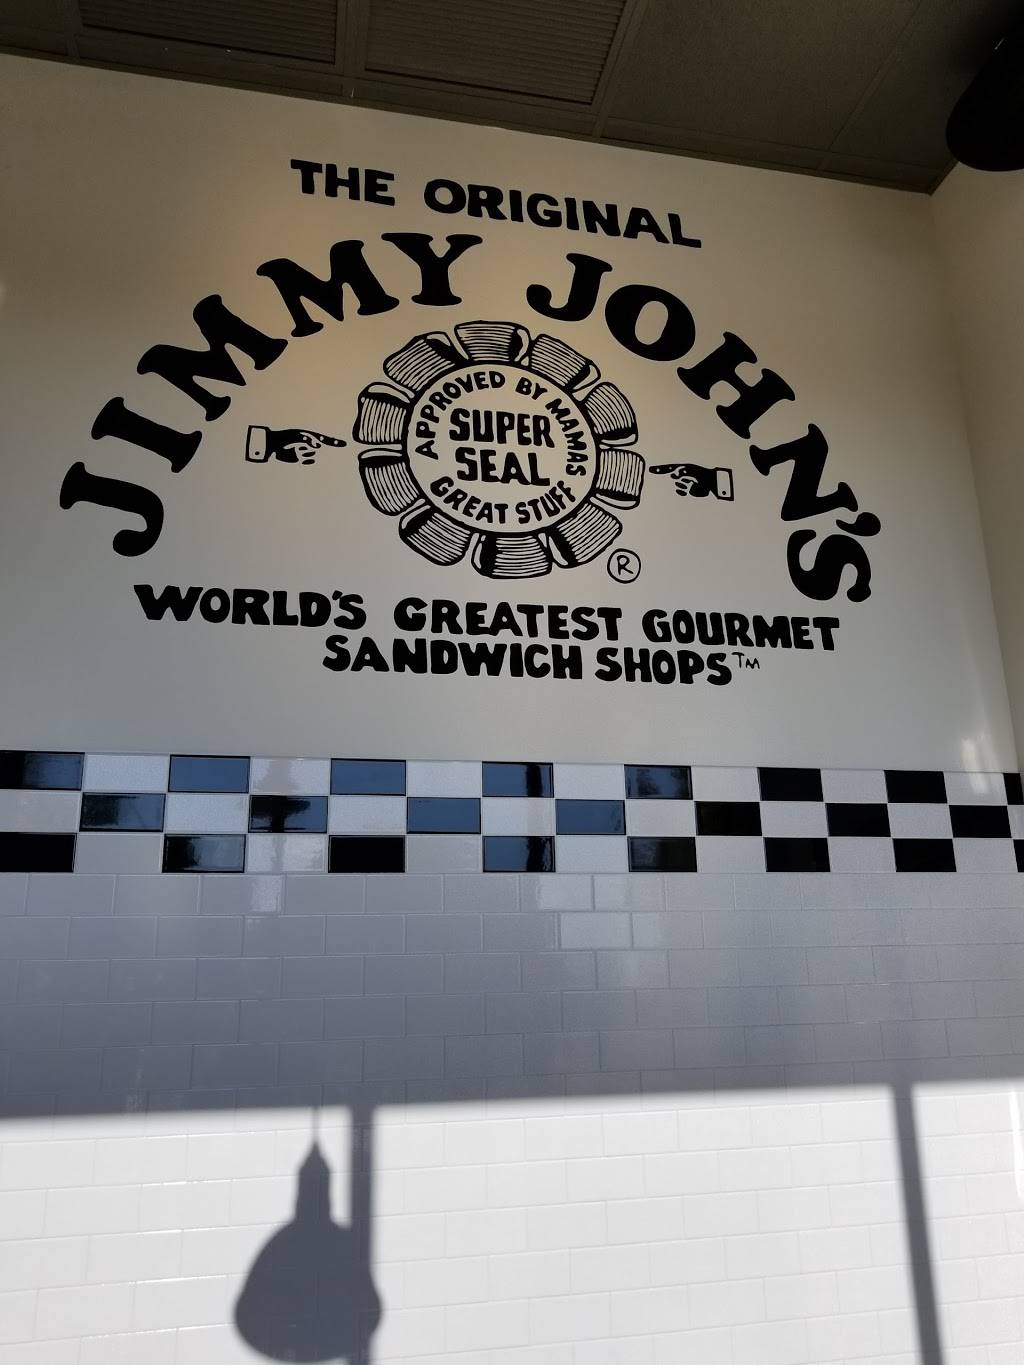 THE ORIGINAL
JIMMY JOHN'S
APPROVED BY MAMAS
SUPER
SEAL
GREAT STUFF
®
WORLD'S GREATEST GOURMET
SANDWICH SHOPS™